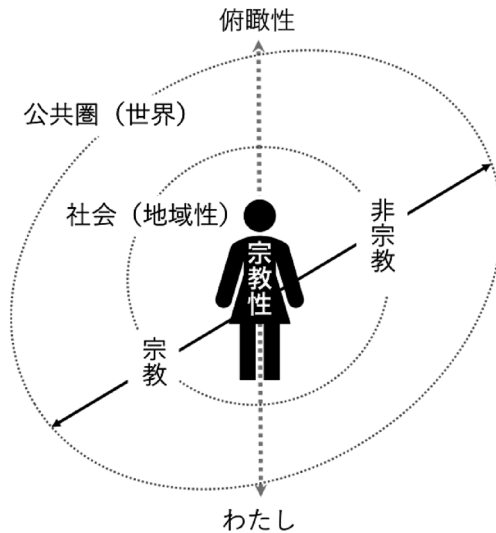 俯瞰性
公共圏（世界）
社会（地域性）
非宗教
宗教性
宗教
わたし